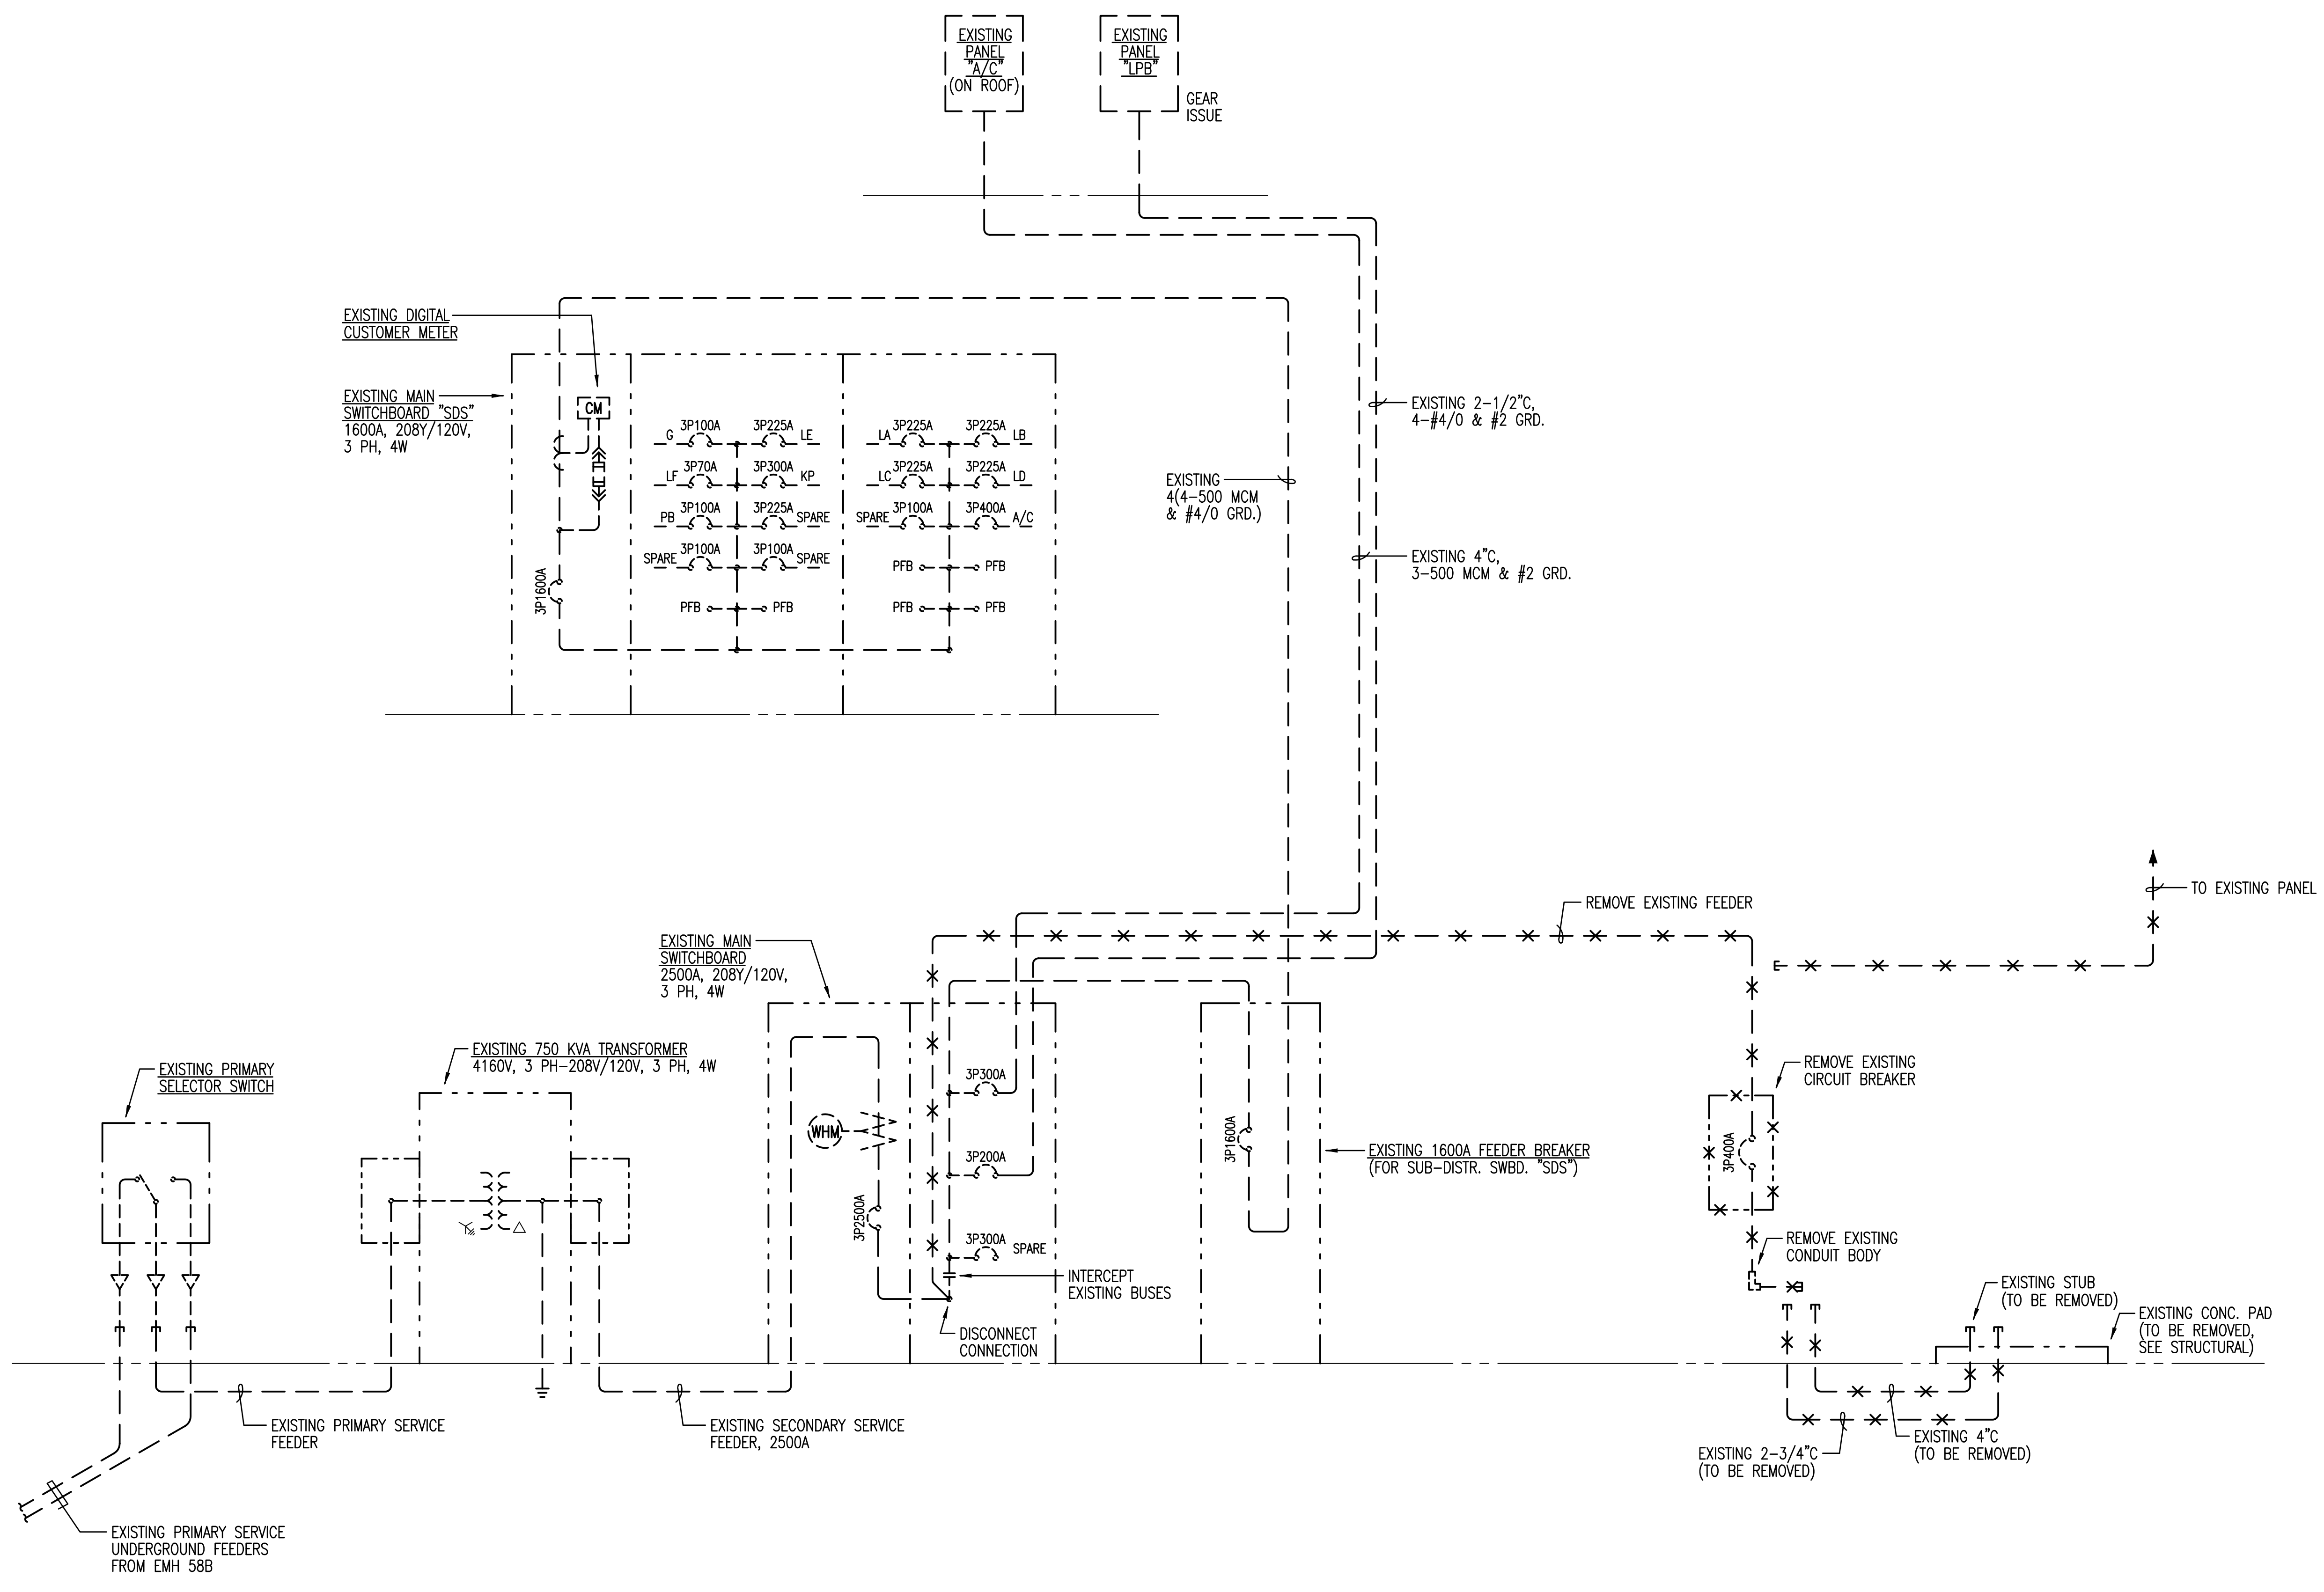 EXISTING
PANEL
"A/C"
(ON ROOF)
EXISTING
PANEL
"LPB"
GEAR
ISSUE
EXISTING DIGITAL
CUSTOMER METER
EXISTING MAIN
SWITCHBOARD "SDS"
1600A, 208Y/120V,
3 PH, 4W
CM
3P1600A
G 3P100A 3P225A LE
LF 3P70A 3P300A KP
PB 3P100A 3P225A SPARE
SPARE 3P100A 3P100A SPARE
PFB PFB
LA 3P225A 3P225A LB
LC 3P225A 3P225A LD
SPARE 3P100A 3P400A A/C
PFB PFB
PFB PFB
EXISTING
4(4-500 MCM
& #4/0 GRD.)
EXISTING 2-1/2"C,
4-#4/0 & #2 GRD.
EXISTING 4"C,
3-500 MCM & #2 GRD.
TO EXISTING PANEL
REMOVE EXISTING FEEDER
EXISTING MAIN
SWITCHBOARD
2500A, 208Y/120V,
3 PH, 4W
EXISTING 750 KVA TRANSFORMER
4160V, 3 PH-208V/120V, 3 PH, 4W
EXISTING PRIMARY
SELECTOR SWITCH
WHM
3P2500A
3P300A
3P200A
3P300A SPARE
INTERCEPT
EXISTING BUSES
DISCONNECT
CONNECTION
3P1600A
EXISTING 1600A FEEDER BREAKER
(FOR SUB-DISTR. SWBD. "SDS")
REMOVE EXISTING
CIRCUIT BREAKER
3P400A
REMOVE EXISTING
CONDUIT BODY
EXISTING STUB
(TO BE REMOVED)
EXISTING CONC. PAD
(TO BE REMOVED,
SEE STRUCTURAL)
EXISTING PRIMARY SERVICE
FEEDER
EXISTING SECONDARY SERVICE
FEEDER, 2500A
EXISTING 2-3/4"C
(TO BE REMOVED)
EXISTING 4"C
(TO BE REMOVED)
EXISTING PRIMARY SERVICE
UNDERGROUND FEEDERS
FROM EMH 58B